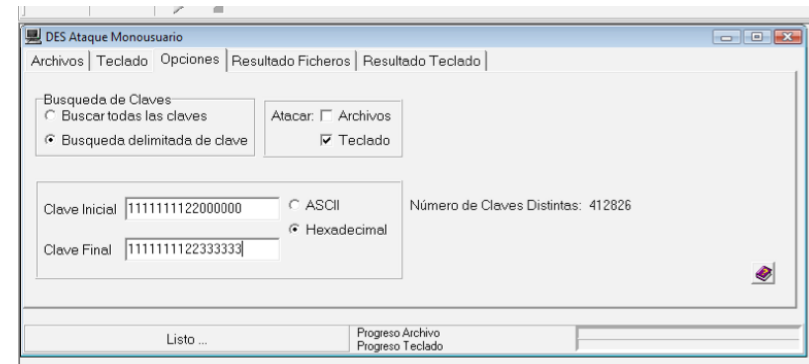 DES Ataque Monousuario
Archivos Teclado Opciones Resultado Ficheros Resultado Teclado
Busqueda de Claves
Buscar todas las claves
Busqueda delimitada de clave
Atacar: Archivos
Teclado
Clave Inicial 1111111122000000
Clave Final 1111111122333333
ASCII
Hexadecimal
Número de Claves Distintas: 412826
Listo ...
Progreso Archivo
Progreso Teclado